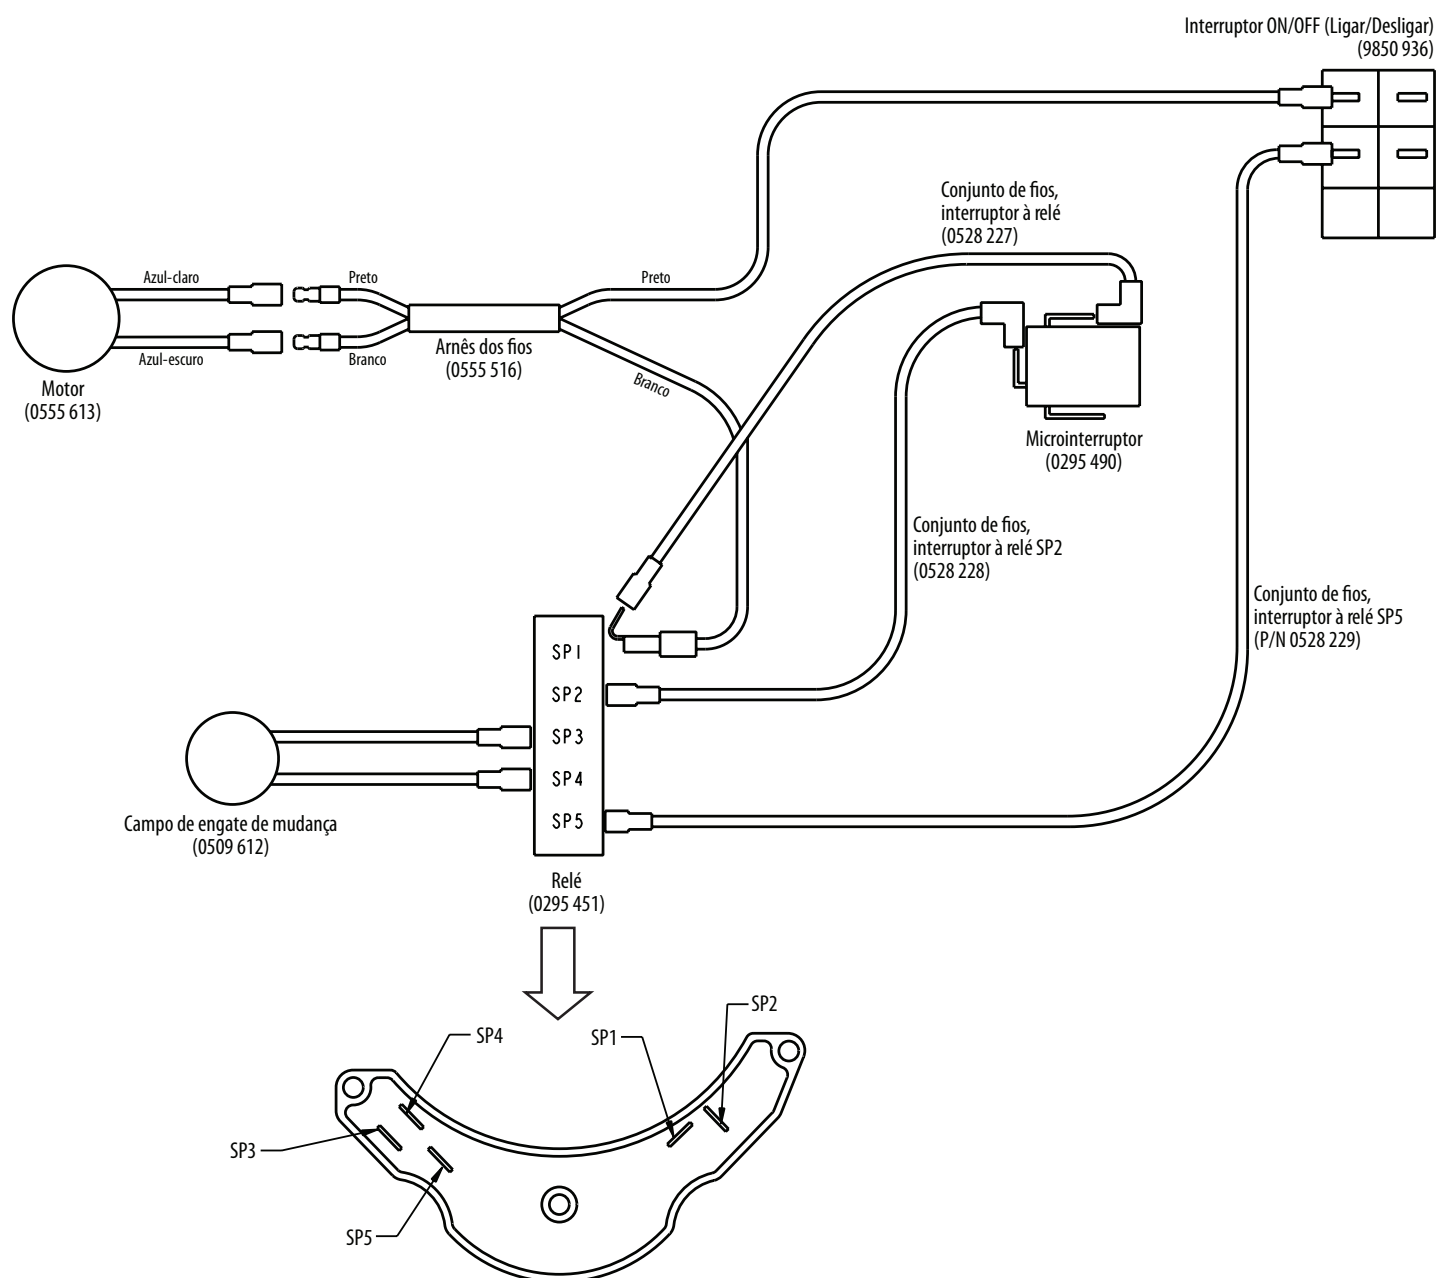 Interruptor ON/OFF (Ligar/Desligar)
(9850 936)
Conjunto de fios,
interruptor à relé
(0528 227)
Azul-claro
Preto
Preto
Azul-escuro
Branco
Arnês dos fios
(0555 516)
Branco
Motor
(0555 613)
Microinterruptor
(0295 490)
Conjunto de fios,
interruptor à relé SP2
(0528 228)
Conjunto de fios,
interruptor à relé SP5
(P/N 0528 229)
SP1
SP2
SP3
SP4
SP5
Campo de engate de mudança
(0509 612)
Relé
(0295 451)
SP2
SP4
SP1
SP3
SP5